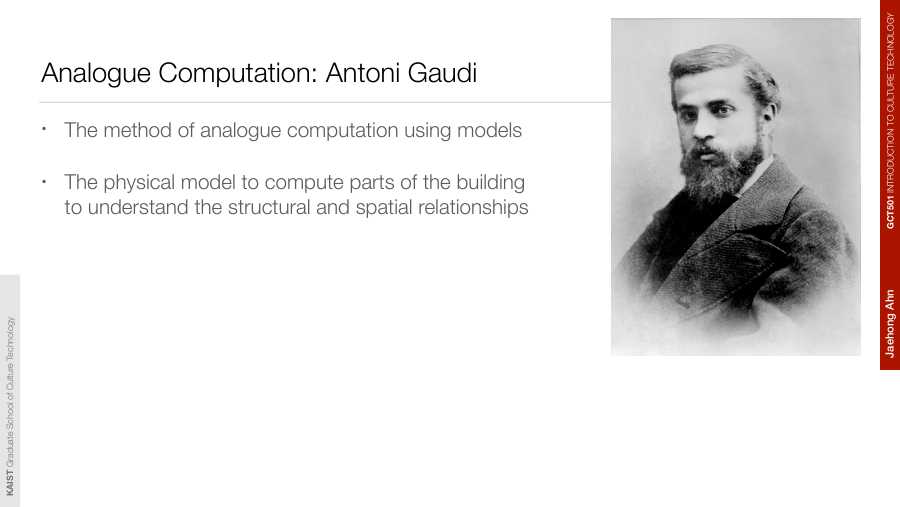 Analogue Computation: Antoni Gaudi
• The method of analogue computation using models
• The physical model to compute parts of the building
to understand the structural and spatial relationships
GCT501 INTRODUCTION TO CULTURE TECHNOLOGY
Jaehong Ahn
KAIST Graduate School of Culture Technology